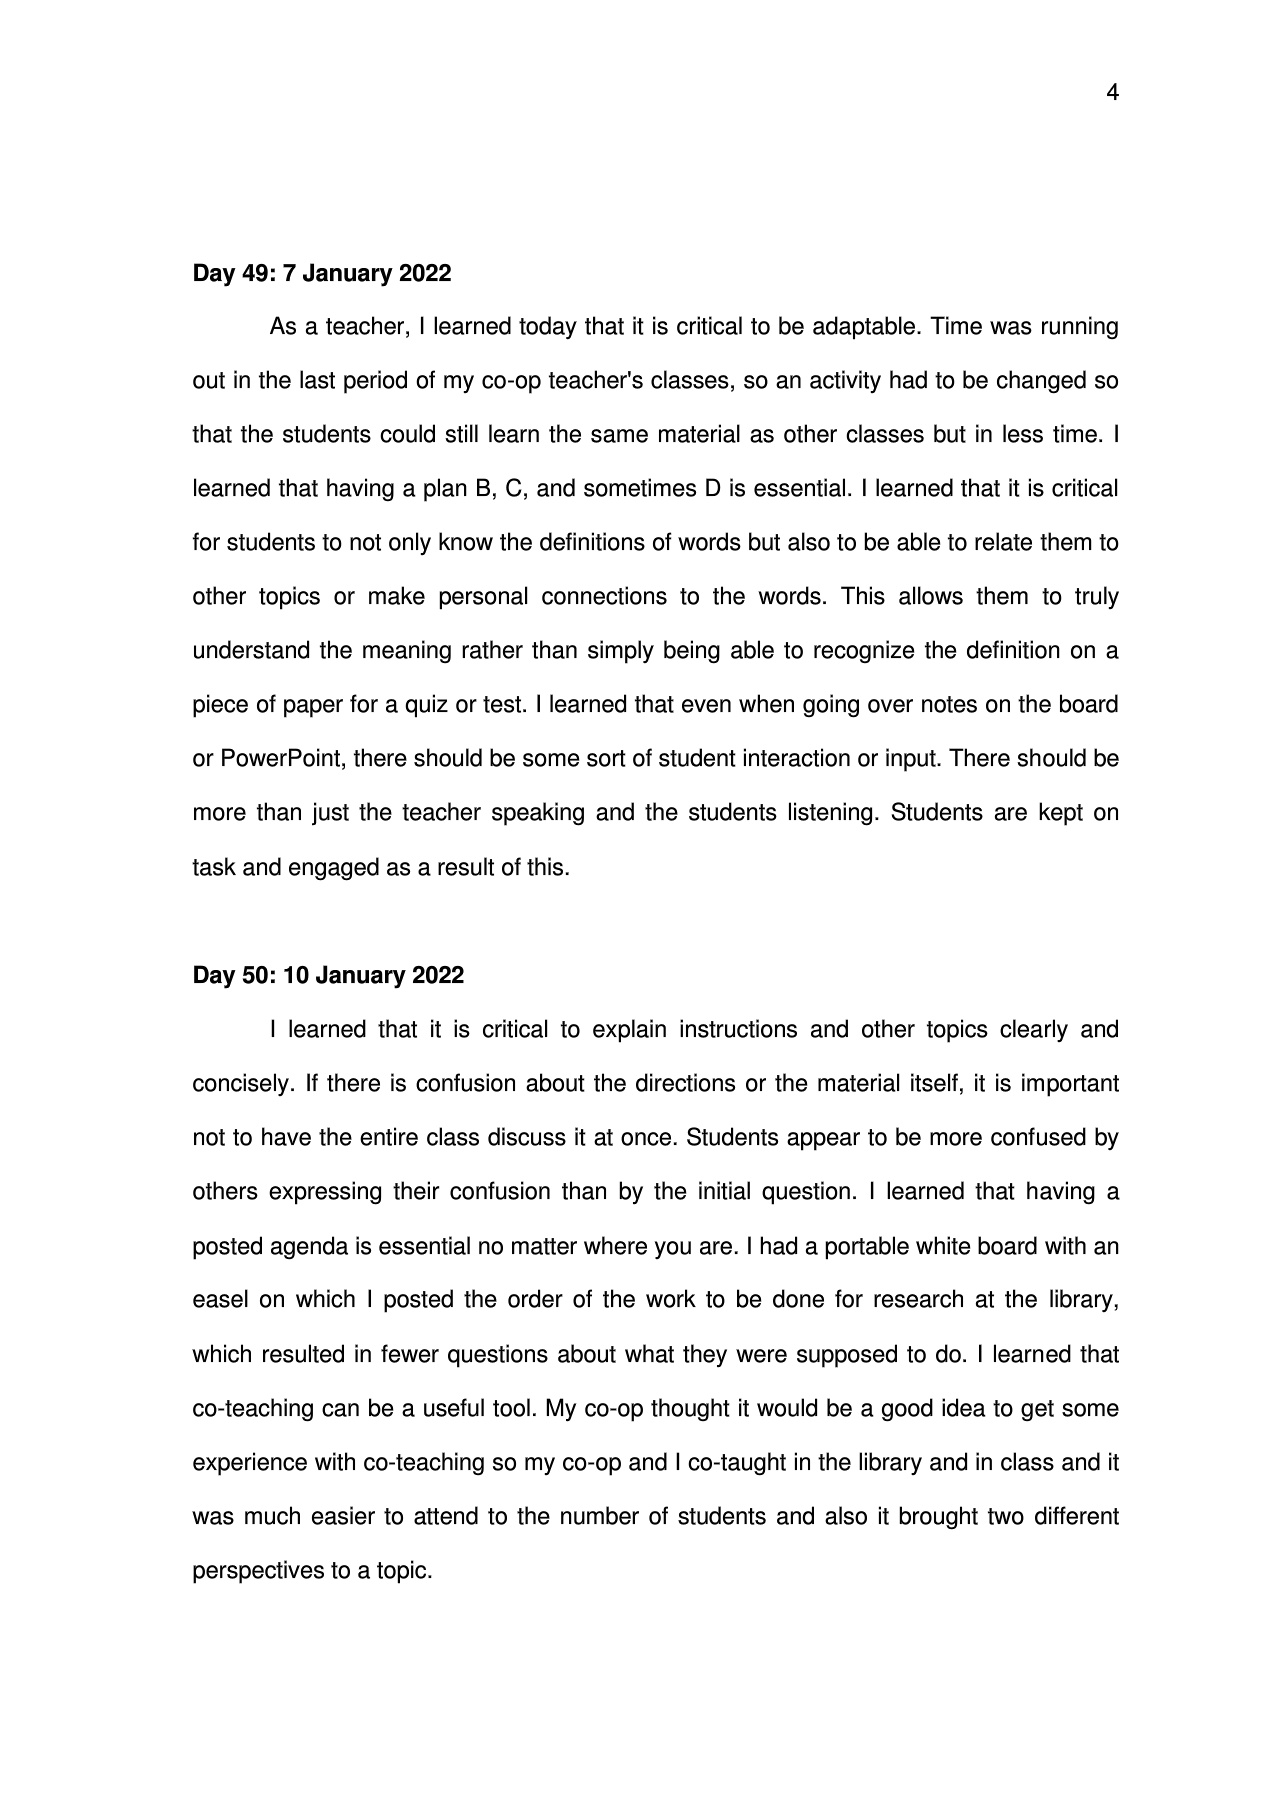 4
Day 49: 7 January 2022
As a teacher, I learned today that it is critical to be adaptable. Time was running
out in the last period of my co-op teacher's classes, so an activity had to be changed so
that the students could still learn the same material as other classes but in less time. I
learned that having a plan B, C, and sometimes D is essential. I learned that it is critical
for students to not only know the definitions of words but also to be able to relate them to
other topics or make personal connections to the words. This allows them to truly
understand the meaning rather than simply being able to recognize the definition on a
piece of paper for a quiz or test. I learned that even when going over notes on the board
or PowerPoint, there should be some sort of student interaction or input. There should be
more than just the teacher speaking and the students listening. Students are kept on
task and engaged as a result of this.
Day 50: 10 January 2022
I learned that it is critical to explain instructions and other topics clearly and
concisely. If there is confusion about the directions or the material itself, it is important
not to have the entire class discuss it at once. Students appear to be more confused by
others expressing their confusion than by the initial question. I learned that having a
posted agenda is essential no matter where you are. I had a portable white board with an
easel on which I posted the order of the work to be done for research at the library,
which resulted in fewer questions about what they were supposed to do. I learned that
co-teaching can be a useful tool. My co-op thought it would be a good idea to get some
experience with co-teaching so my co-op and I co-taught in the library and in class and it
was much easier to attend to the number of students and also it brought two different
perspectives to a topic.